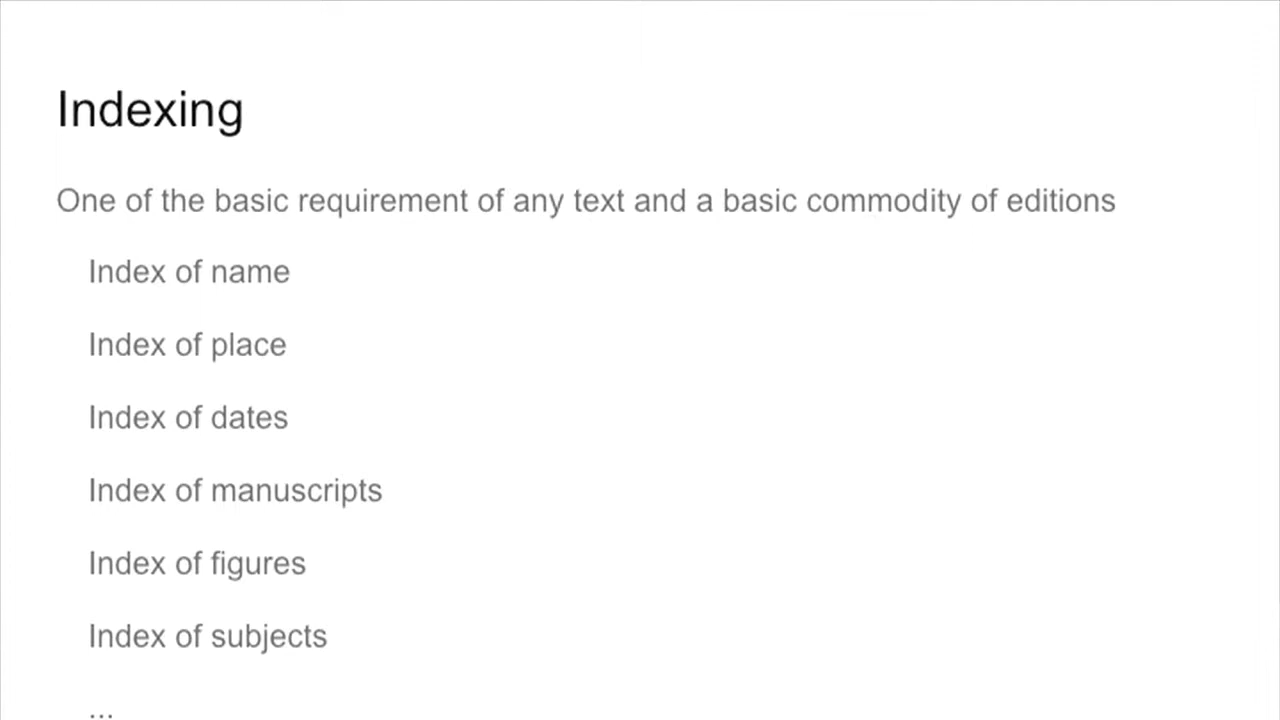 Indexing
One of the basic requirement of any text and a basic commodity of editions
Index of name
Index of place
Index of dates
Index of manuscripts
Index of figures
Index of subjects
...